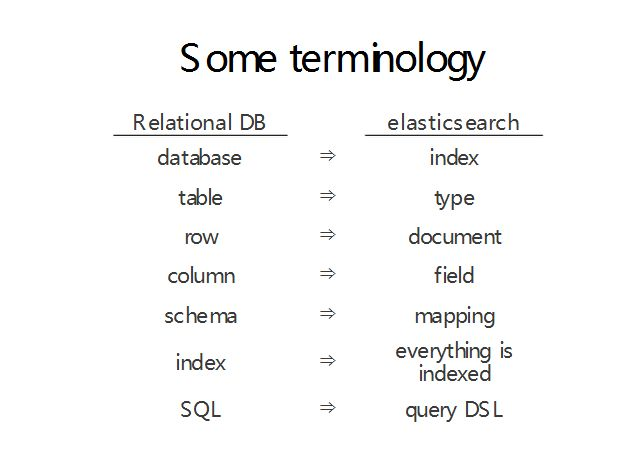 Some terminology
Relational DB elasticsearch
database ⇒ index
table ⇒ type
row ⇒ document
column ⇒ field
schema ⇒ mapping
index ⇒ everything is
indexed
SQL ⇒ query DSL